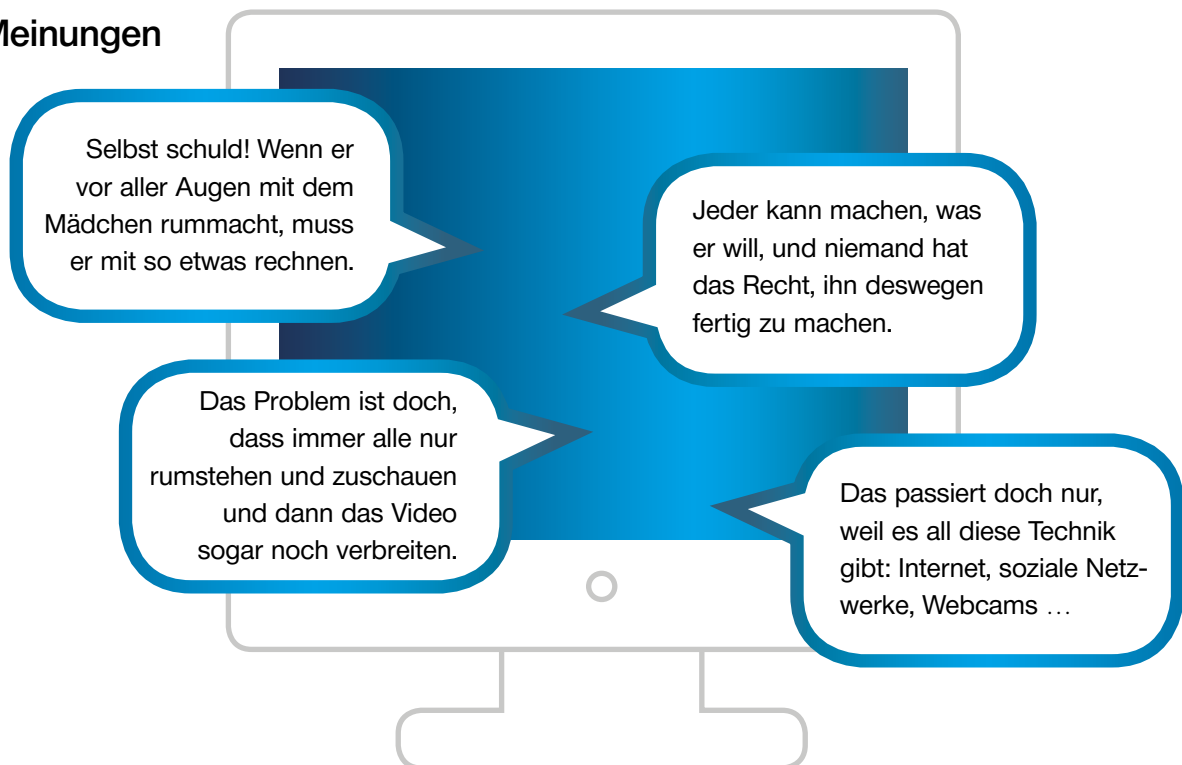 Meinungen
Selbst schuld! Wenn er
vor aller Augen mit dem
Mädchen rummacht, muss
er mit so etwas rechnen.
Jeder kann machen, was
er will, und niemand hat
das Recht, ihn deswegen
fertig zu machen.
Das Problem ist doch,
dass immer alle nur
rumstehen und zuschauen
und dann das Video
sogar noch verbreiten.
Das passiert doch nur,
weil es all diese Technik
gibt: Internet, soziale Netz-
werke, Webcams …